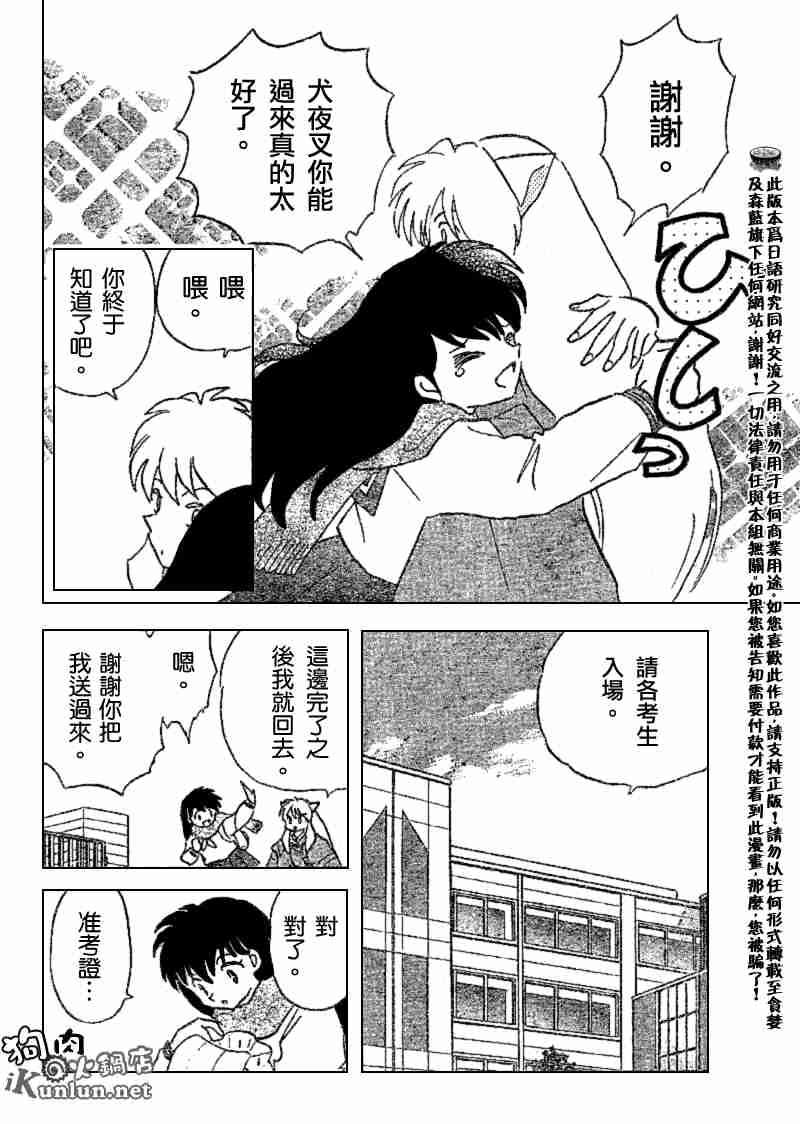 謝謝。
犬夜叉你能
過來真的太
好了。
ひしっ
喂
喂。
你終于
知道了吧。
請各考生
入場。
這邊完了之
後我就回去。
嗯。
謝謝你把
我送過來。
對
對了。
准考證…
此版本爲日語研究同好交流之用,請勿用于任何商業用途。如您喜歡此作品,請支持正版！請勿以任何形式轉載至貪婪
及森藍旗下任何網站,謝謝！一切法律責任與本組無關。如果您被告知需要付款才能看到此漫畫,那麼,您被騙了！
狗肉
火鍋店
iKunlun.net